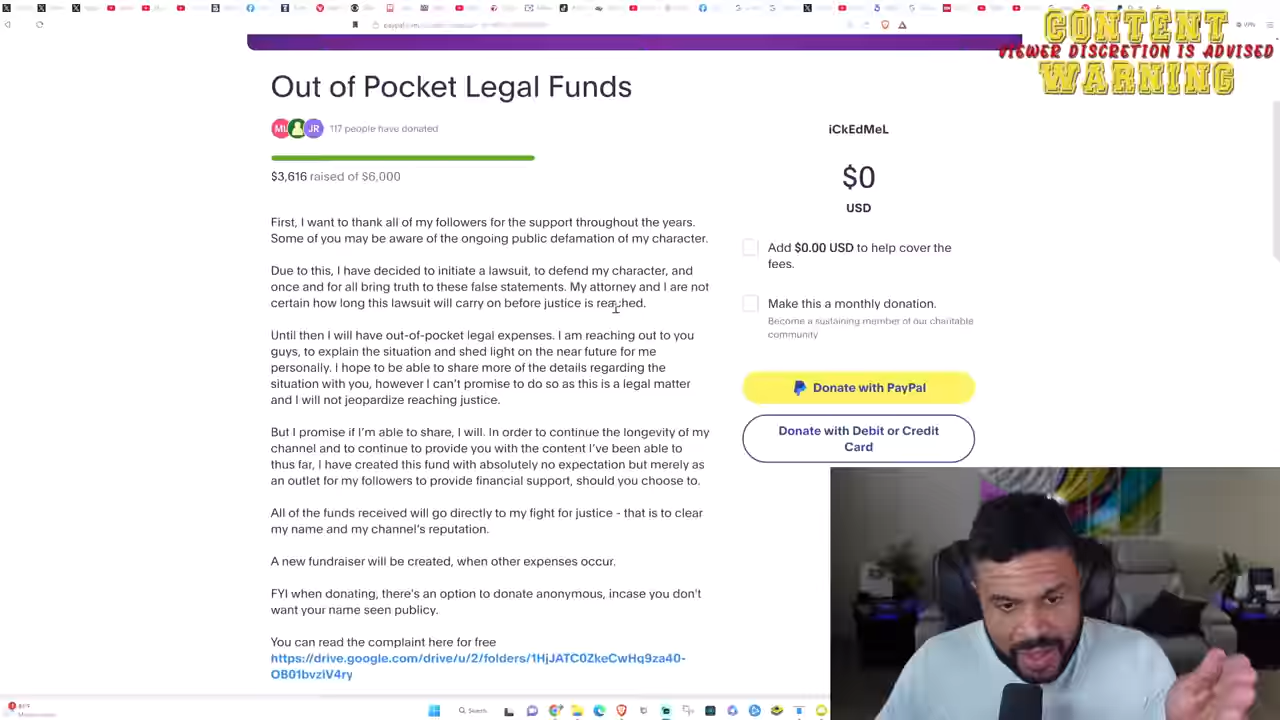 CONTENT
VIEWER DISCRETION IS ADVISED
WARNING
Out of Pocket Legal Funds
ML
JR
117 people have donated
$3,616 raised of $6,000
First, I want to thank all of my followers for the support throughout the years.
Some of you may be aware of the ongoing public defamation of my character.
Due to this, I have decided to initiate a lawsuit, to defend my character, and
once and for all bring truth to these false statements. My attorney and I are not
certain how long this lawsuit will carry on before justice is reached.
Until then I will have out-of-pocket legal expenses. I am reaching out to you
guys, to explain the situation and shed light on the near future for me
personally. I hope to be able to share more of the details regarding the
situation with you, however I can't promise to do so as this is a legal matter
and I will not jeopardize reaching justice.
But I promise if I'm able to share, I will. In order to continue the longevity of my
channel and to continue to provide you with the content I've been able to
thus far, I have created this fund with absolutely no expectation but merely as
an outlet for my followers to provide financial support, should you choose to.
All of the funds received will go directly to my fight for justice - that is to clear
my name and my channel's reputation.
A new fundraiser will be created, when other expenses occur.
FYI when donating, there's an option to donate anonymous, incase you don't
want your name seen publicy.
You can read the complaint here for free
https://drive.google.com/drive/u/2/folders/1HjJATC0ZkeCwHq9za40-
OB01bvziV4ry
iCkEdMeL
$0
USD
Add $0.00 USD to help cover the
fees.
Make this a monthly donation.
Become a sustaining member of our charitable
community
Donate with PayPal
Donate with Debit or Credit
Card
Search